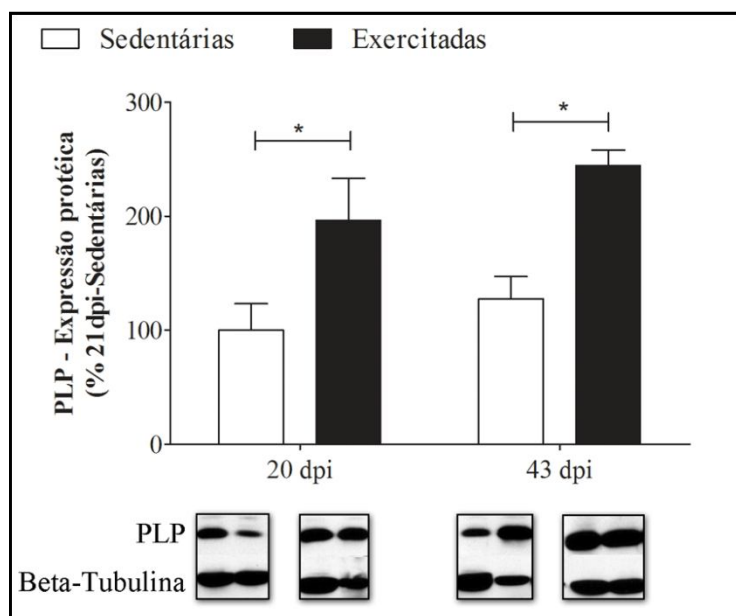 Sedentárias Exercitadas
PLP - Expressão protéica
(% 21dpi-Sedentárias)
300
200
100
0
*
*
20 dpi 43 dpi
PLP
Beta-Tubulina